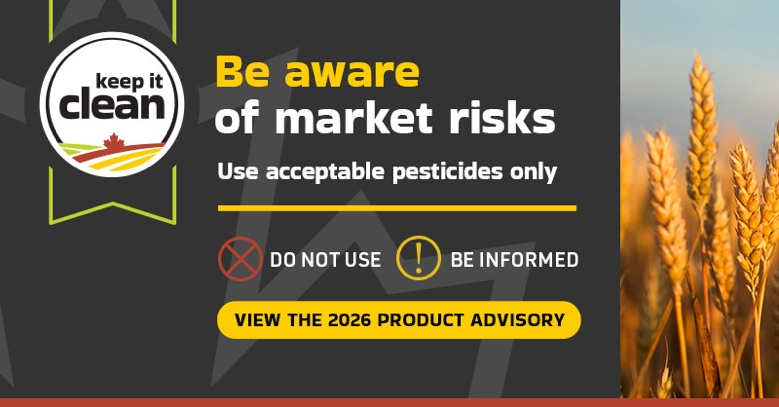 keep it
clean
Be aware
of market risks
Use acceptable pesticides only
DO NOT USE
! BE INFORMED
VIEW THE 2026 PRODUCT ADVISORY